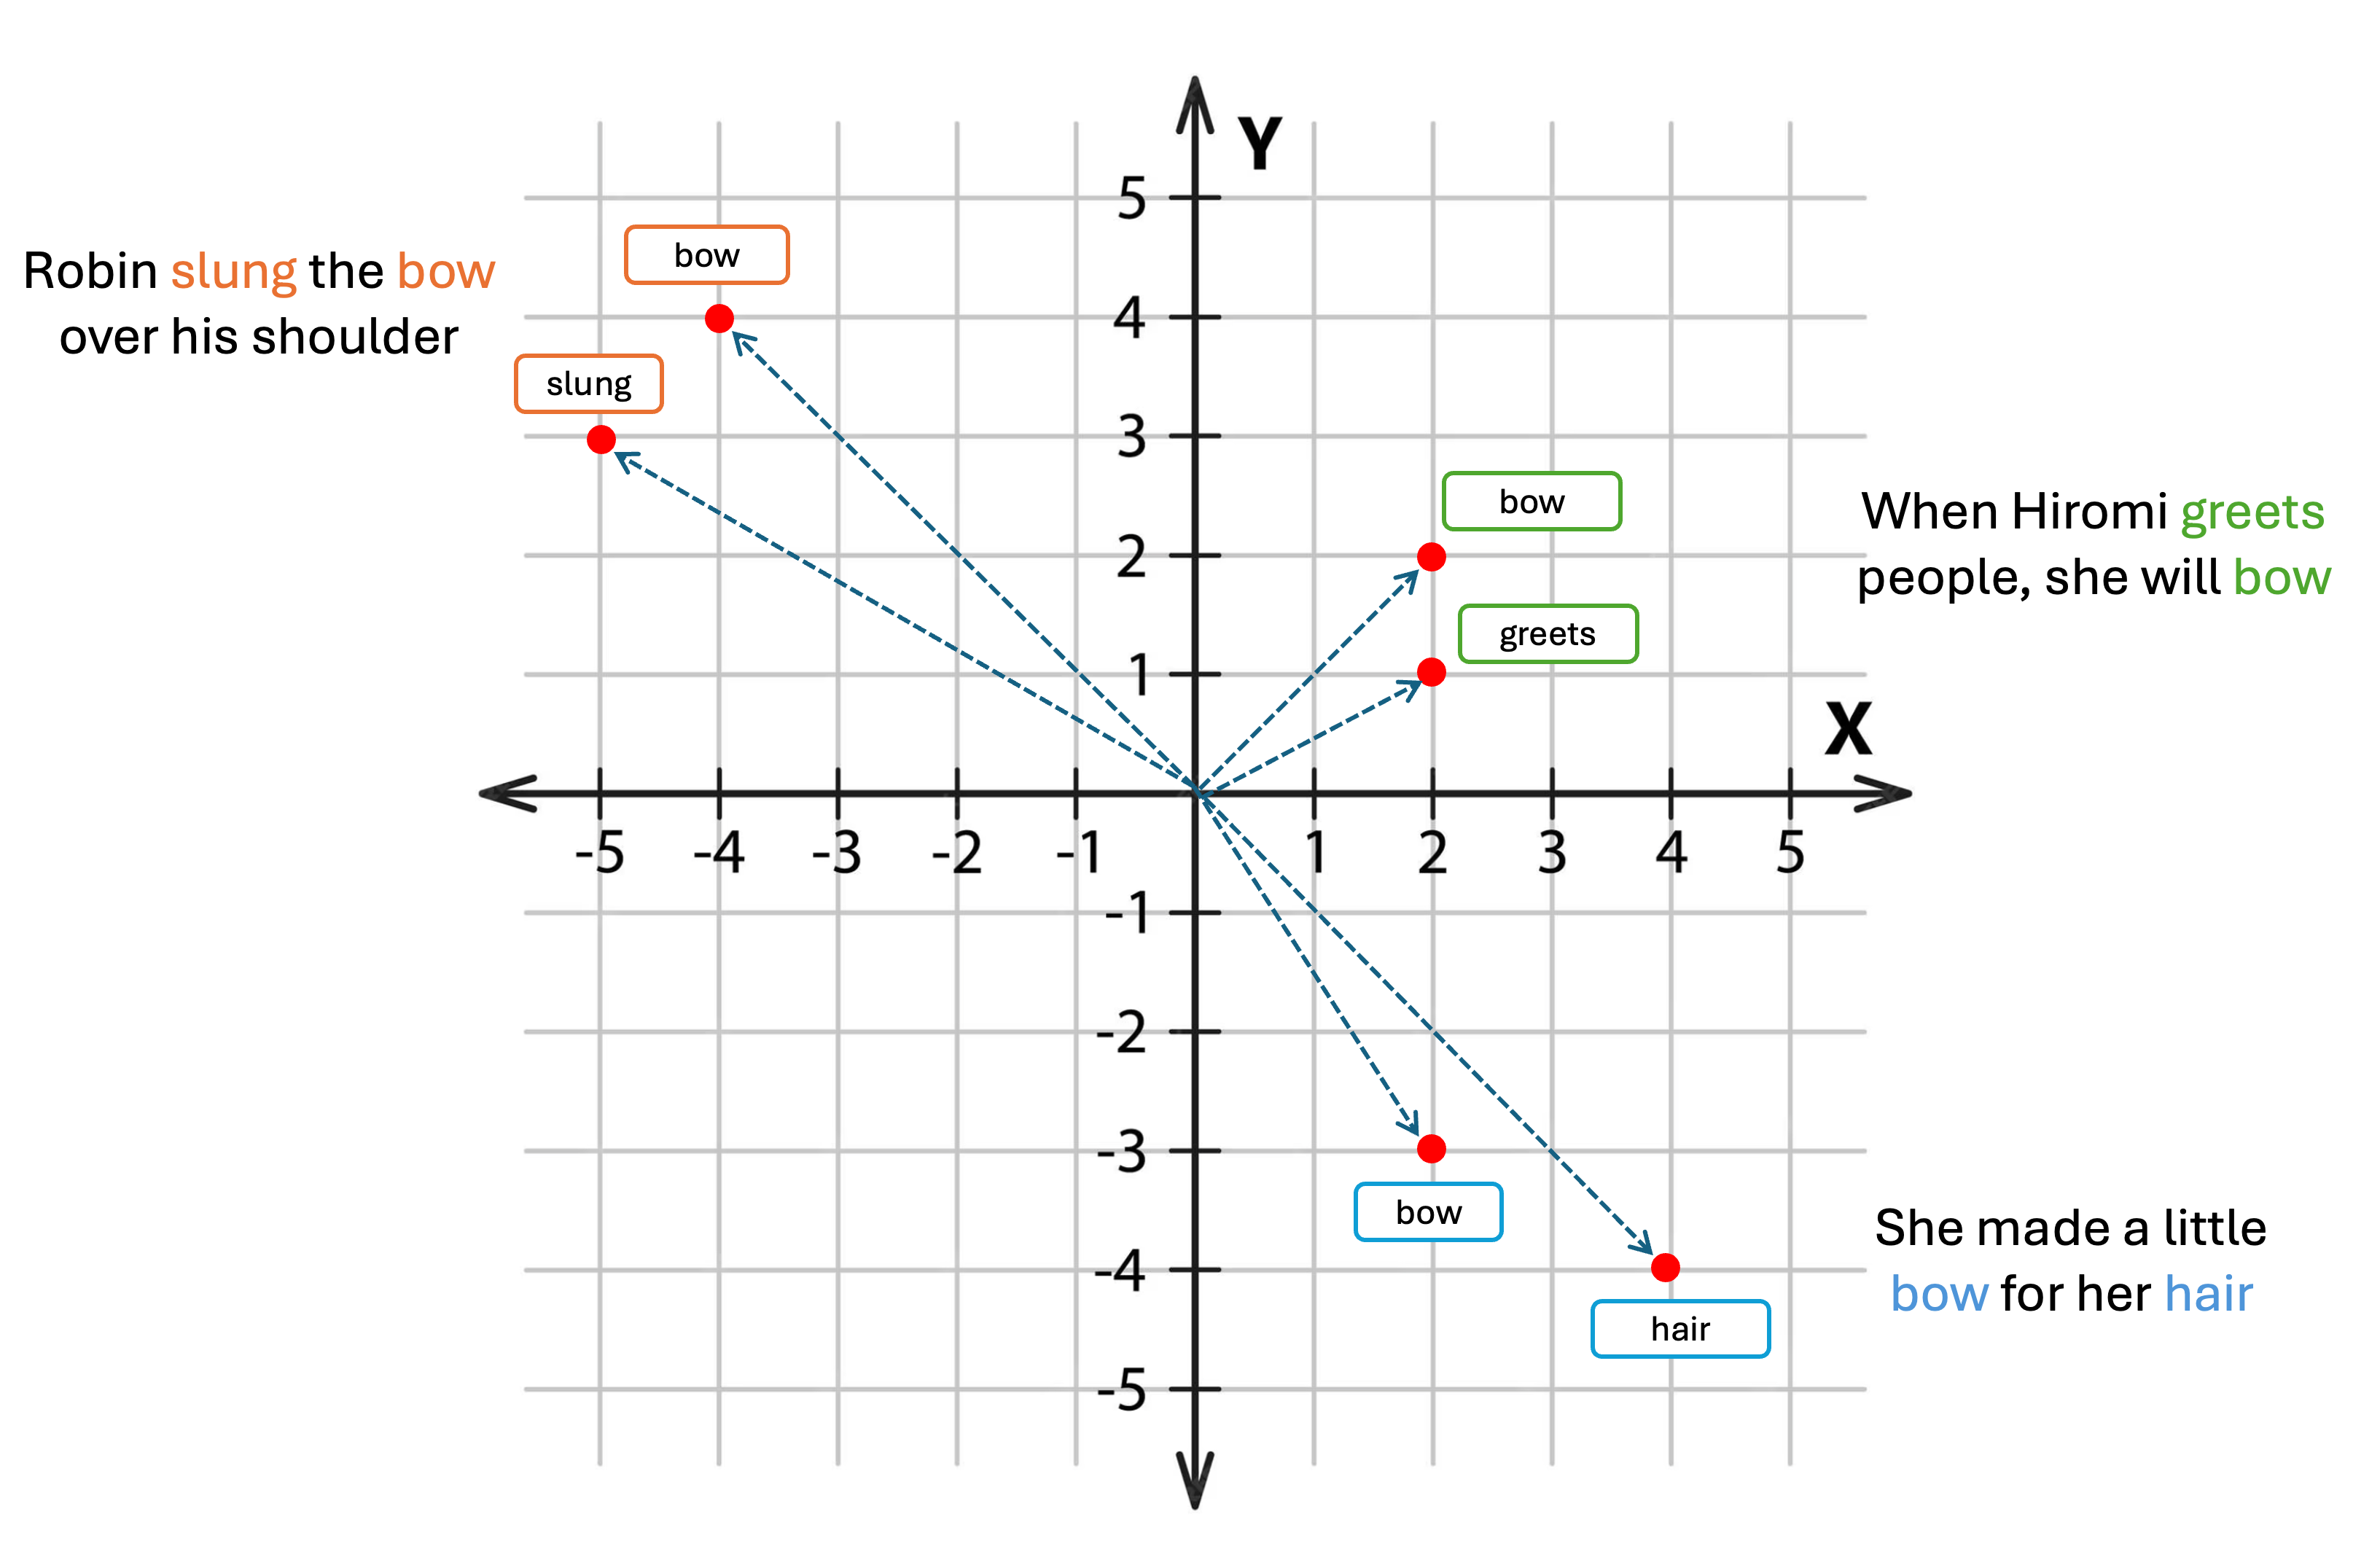 Y
5
bow
Robin slung the bow
over his shoulder
4
slung
3
bow
When Hiromi greets
people, she will bow
2
greets
1
X
-5 -4 -3 -2 -1 1 2 3 4 5
-1
-2
-3
bow
She made a little
bow for her hair
-4
hair
-5